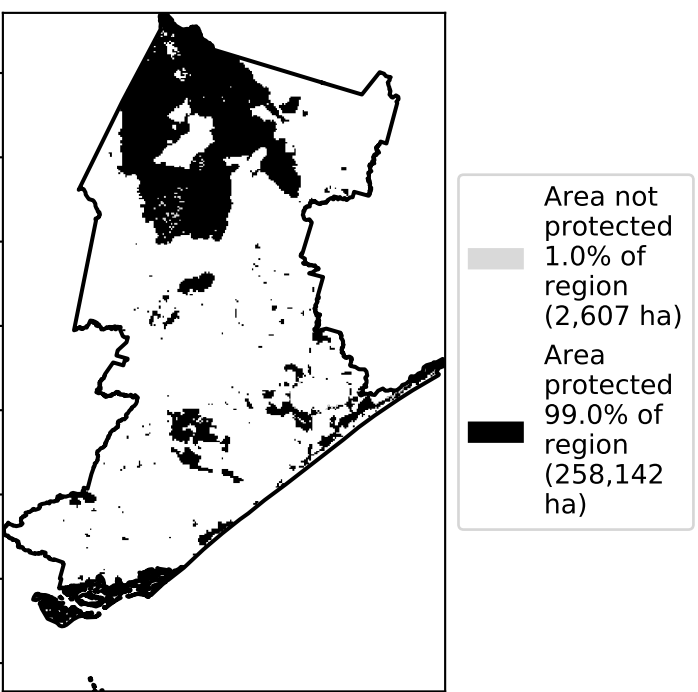 Area not
protected
1.0% of
region
(2,607 ha)
Area
protected
99.0% of
region
(258,142
ha)